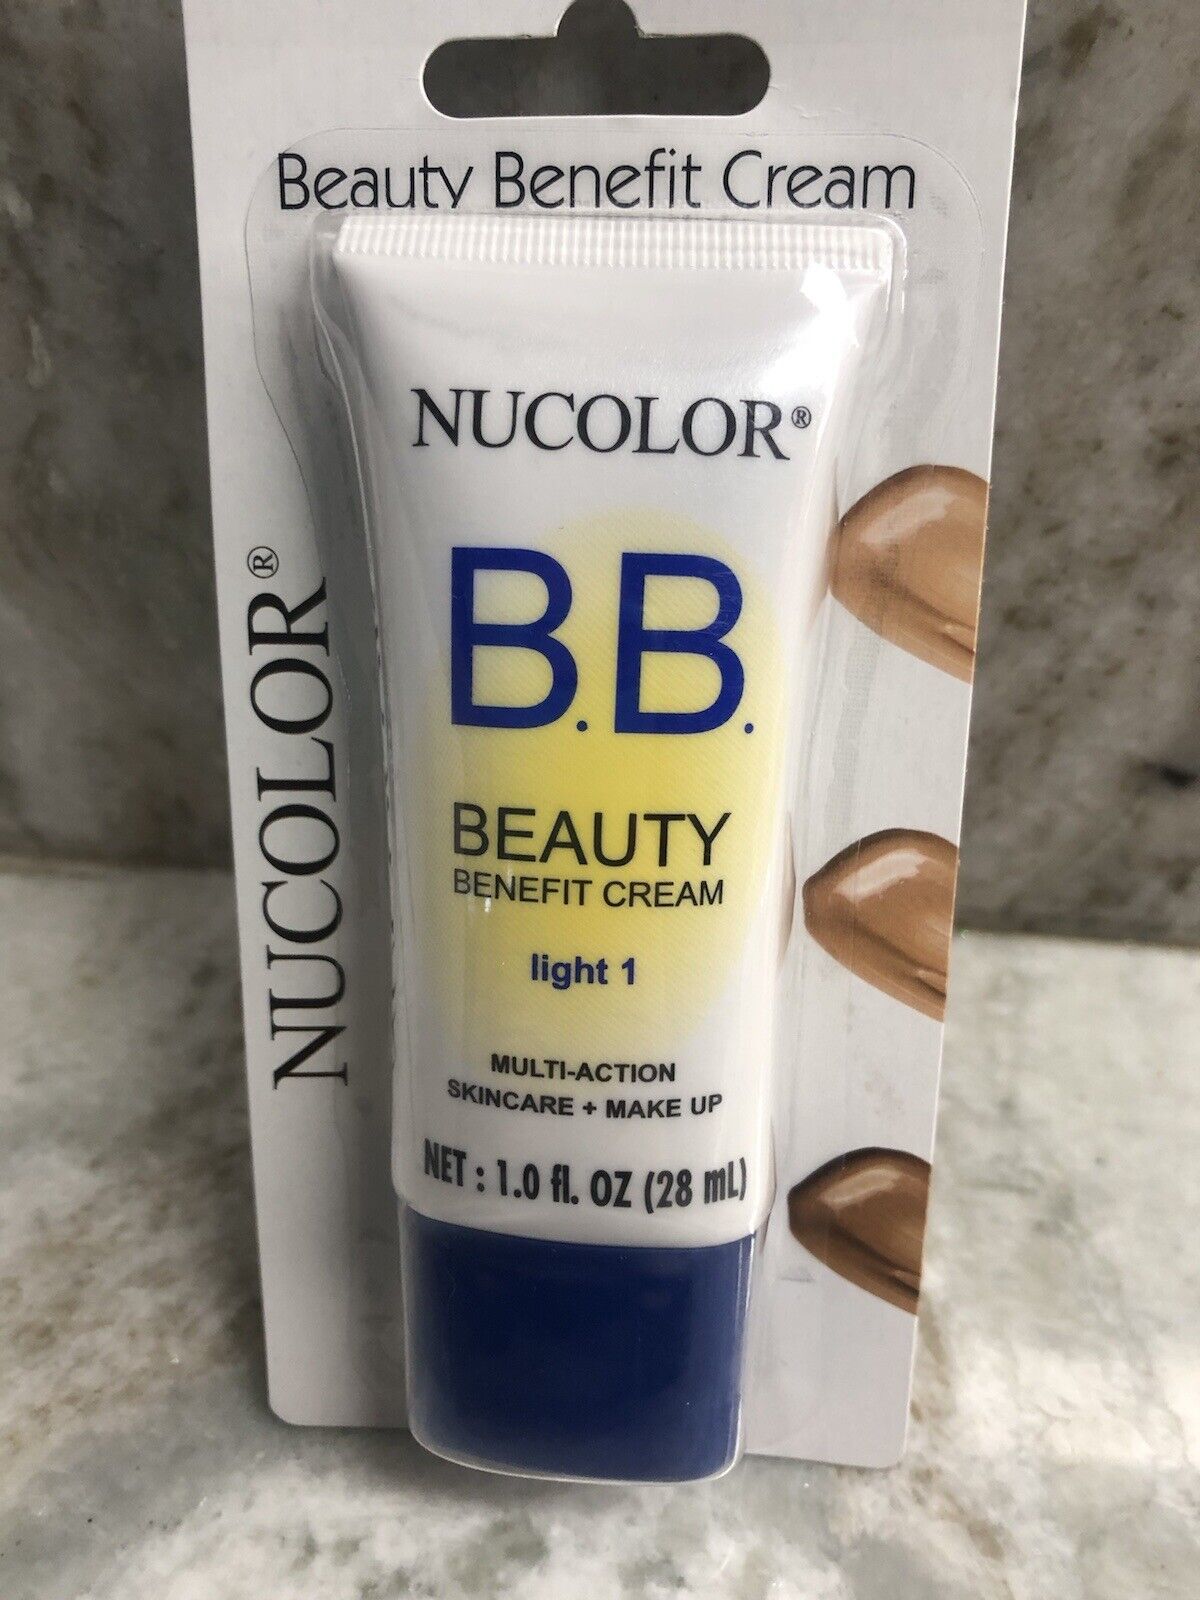 Beauty Benefit Cream
NUCOLOR®
NUCOLOR®
B.B.
BEAUTY
BENEFIT CREAM
light 1
MULTI-ACTION
SKINCARE + MAKE UP
NET : 1.0 fl. OZ (28 mL)